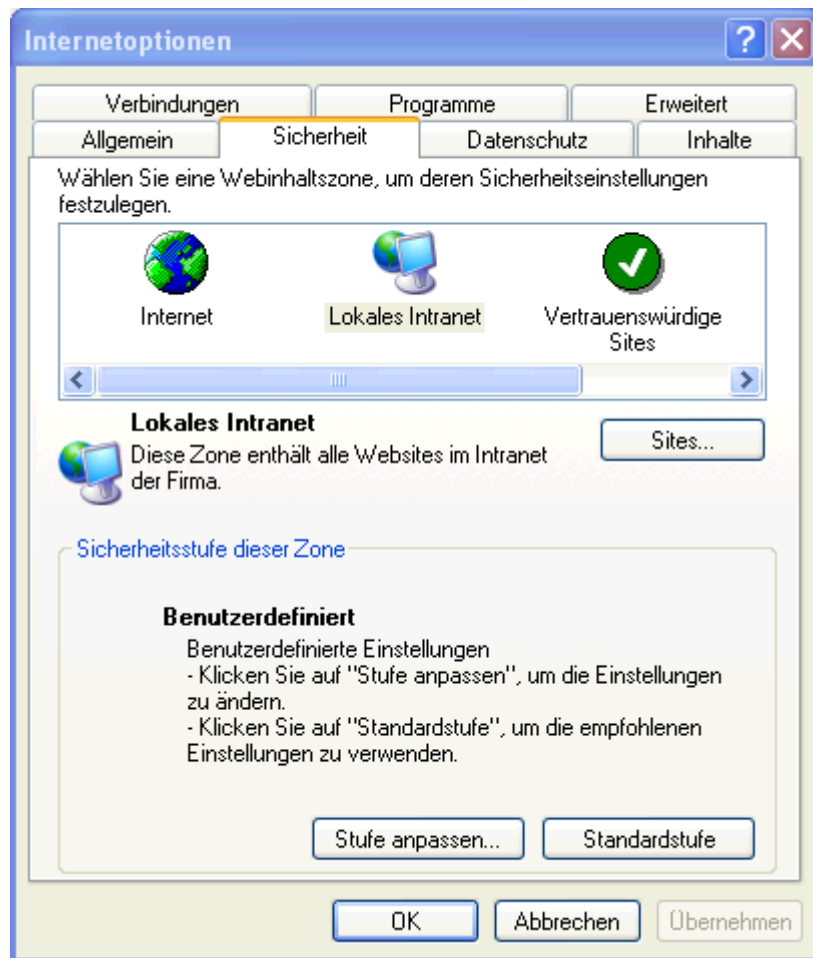 Internetoptionen
Verbindungen
Programme
Erweitert
Allgemein
Sicherheit
Datenschutz
Inhalte
Wählen Sie eine Webinhaltszone, um deren Sicherheitseinstellungen
festzulegen.
Internet
Lokales Intranet
Vertrauenswürdige
Sites
Lokales Intranet
Diese Zone enthält alle Websites im Intranet
der Firma.
Sites...
Sicherheitsstufe dieser Zone
Benutzerdefiniert
Benutzerdefinierte Einstellungen
- Klicken Sie auf "Stufe anpassen", um die Einstellungen
zu ändern.
- Klicken Sie auf "Standardstufe", um die empfohlenen
Einstellungen zu verwenden.
Stufe anpassen...
Standardstufe
OK
Abbrechen
Übernehmen